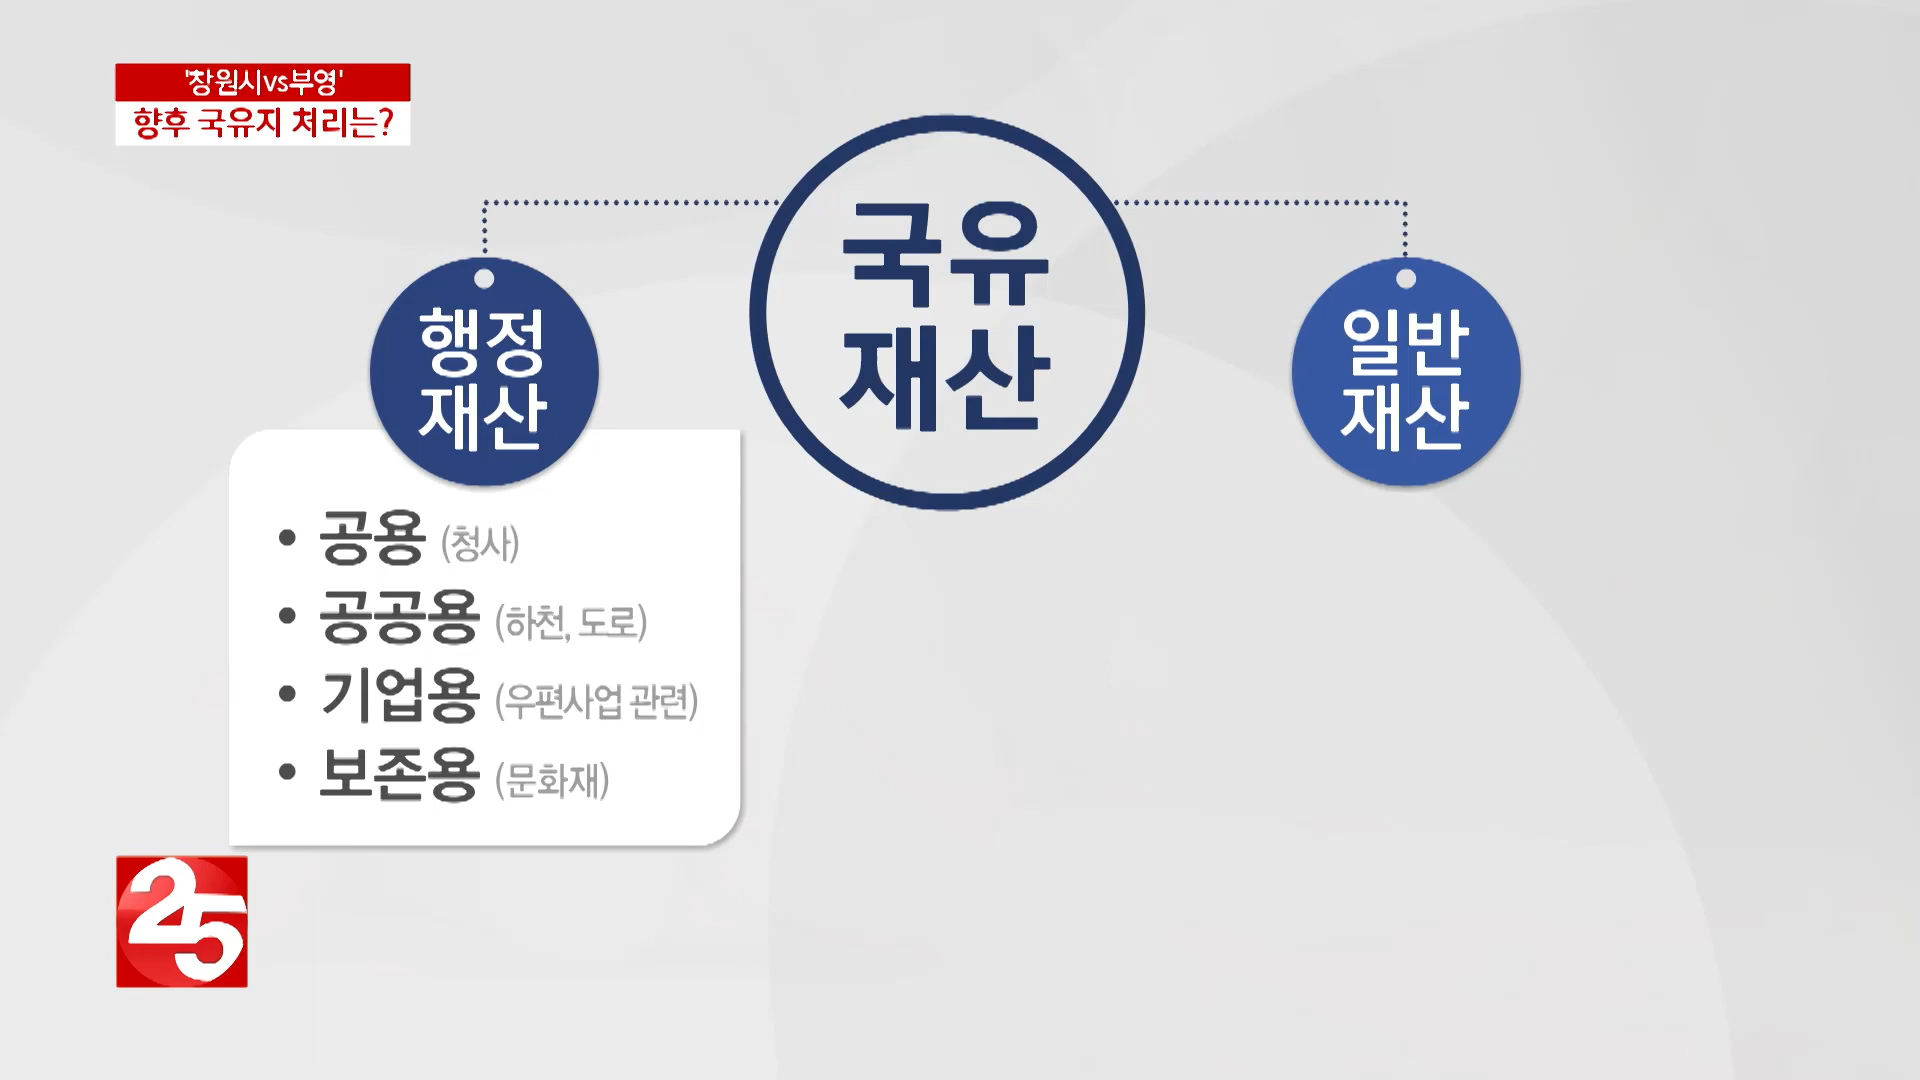 '창원시vs부영'
향후 국유지 처리는?
국유
재산
행정
재산
• 공용 (청사)
• 공공용 (하천, 도로)
• 기업용 (우편사업 관련)
• 보존용 (문화재)
일반
재산
25